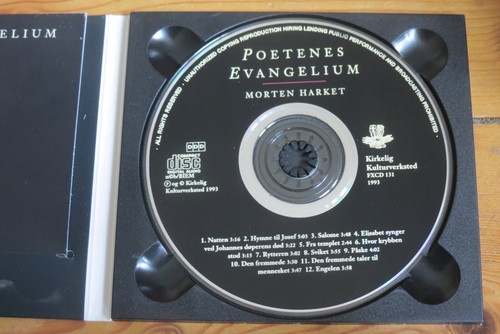 ELIUM
ALL RIGHTS RESERVED · UNAUTHORIZED COPYING REPRODUCTION HIRING LENDING PUBLIC PERFORMANCE AND BROADCASTING PROHIBITED ·
POETENES
EVANGELIUM
MORTEN HARKET
DDD
COMPACT
disc
DIGITAL AUDIO
n©b/BIEM
℗ og © Kirkelig
Kulturverksted 1993
Kirkelig
Kulturverksted
FXCD 131
1993
1. Natten 3:16 2. Hymne til Josef 5:03 3. Salome 3:48 4. Elisabet synger
ved Johannes døperens død 3:22 5. Fra templet 2:44 6. Hvor krybben
stod 3:15 7. Rytteren 3:02 8. Sviket 3:55 9. Påske 4:02
10. Den fremmede 3:30 11. Den fremmede taler til
mennesket 3:47 12. Engelen 3:58